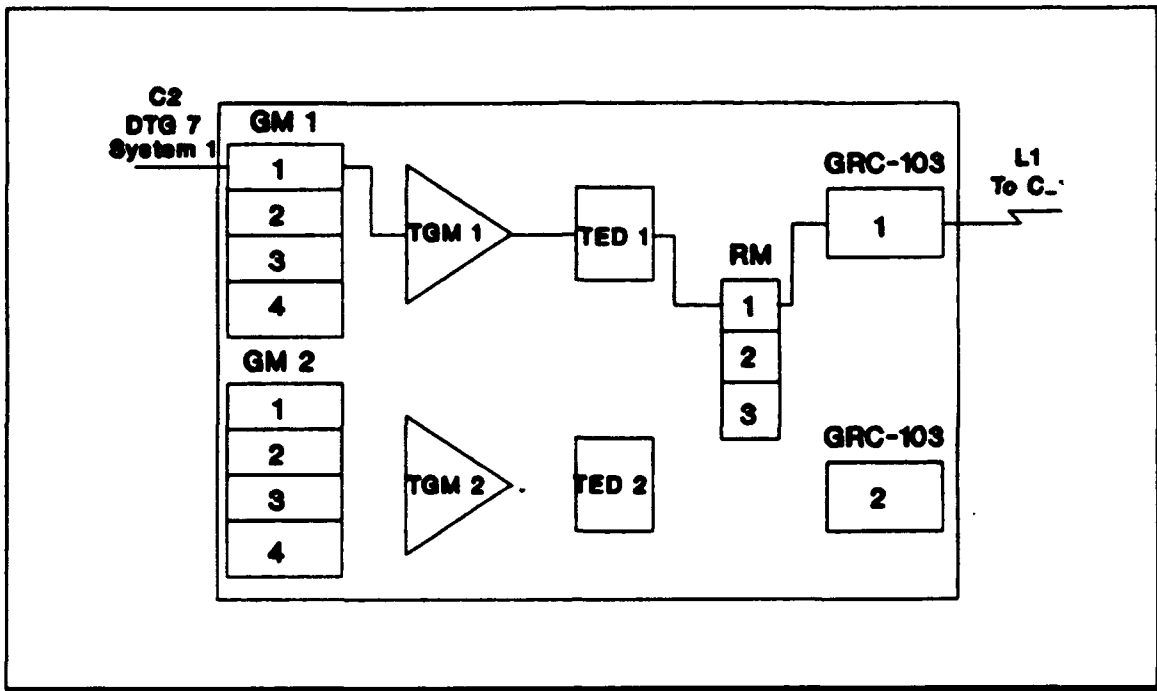 C2
DTG 7
System 1
GM 1
1
2
3
4
GM 2
1
2
3
4
TGM 1
TGM 2
TED 1
TED 2
RM
1
2
3
GRC-103
1
GRC-103
2
L1
To